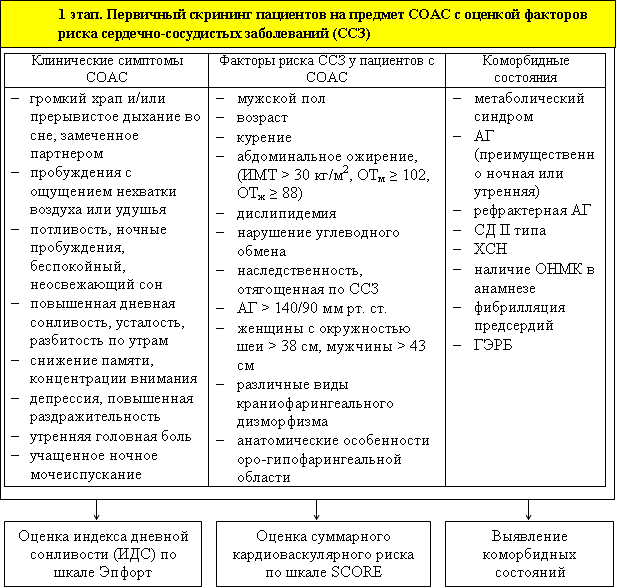 1 этап. Первичный скрининг пациентов на предмет СОАС с оценкой факторов
риска сердечно-сосудистых заболеваний (ССЗ)
Клинические симптомы
СОАС
– громкий храп и/или
прерывистое дыхание во
сне, замеченное
партнером
– пробуждения с
ощущением нехватки
воздуха или удушья
– потливость, ночные
пробуждения,
беспокойный,
неосвежающий сон
– повышенная дневная
сонливость, усталость,
разбитость по утрам
– снижение памяти,
концентрации внимания
– депрессия, повышенная
раздражительность
– утренняя головная боль
– учащенное ночное
мочеиспускание
Факторы риска ССЗ у пациентов с
СОАС
– мужской пол
– возраст
– курение
– абдоминальное ожирение,
(ИМТ > 30 кг/м², ОТм ≥ 102,
ОТж ≥ 88)
– дислипидемия
– нарушение углеводного
обмена
– наследственность,
отягощенная по ССЗ
– АГ > 140/90 мм рт. ст.
– женщины с окружностью
шеи > 38 см, мужчины > 43
см
– различные виды
краниофарингеального
дизморфизма
– анатомические особенности
оро-гипофарингеальной
области
Коморбидные
состояния
– метаболический
синдром
– АГ
(преимущественн
о ночная или
утренняя)
– рефрактерная АГ
– СД II типа
– ХСН
– наличие ОНМК в
анамнезе
– фибрилляция
предсердий
– ГЭРБ
Оценка индекса дневной
сонливости (ИДС) по
шкале Эпфорт
Оценка суммарного
кардиоваскулярного риска
по шкале SCORE
Выявление
коморбидных
состояний